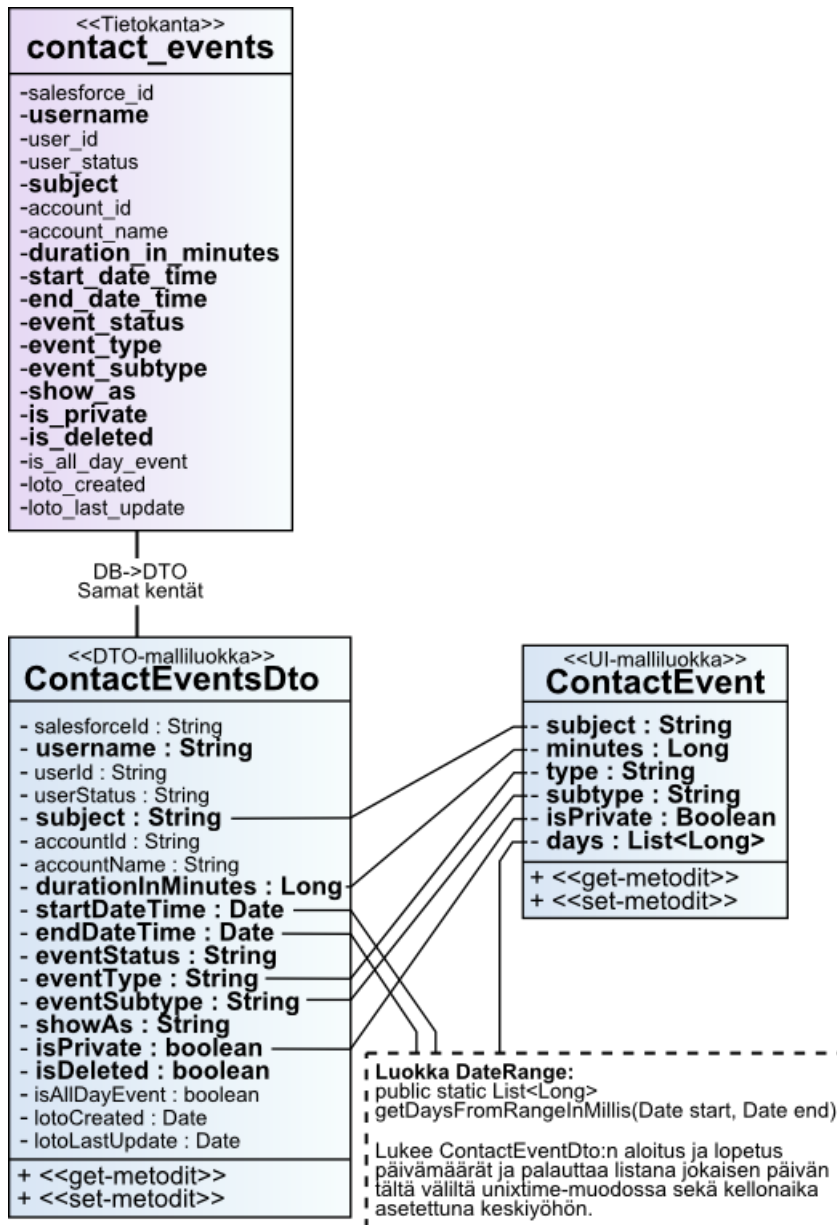 <<Tietokanta>>
contact_events
-salesforce_id
-username
-user_id
-user_status
-subject
-account_id
-account_name
-duration_in_minutes
-start_date_time
-end_date_time
-event_status
-event_type
-event_subtype
-show_as
-is_private
-is_deleted
-is_all_day_event
-loto_created
-loto_last_update
DB->DTO
Samat kentät
<<DTO-malliluokka>>
ContactEventsDto
- salesforceId : String
- username : String
- userId : String
- userStatus : String
- subject : String
- accountId : String
- accountName : String
- durationInMinutes : Long
- startDateTime : Date
- endDateTime : Date
- eventStatus : String
- eventType : String
- eventSubtype : String
- showAs : String
- isPrivate : boolean
- isDeleted : boolean
- isAllDayEvent : boolean
- lotoCreated : Date
- lotoLastUpdate : Date
+ <<get-metodit>>
+ <<set-metodit>>
<<UI-malliluokka>>
ContactEvent
- subject : String
- minutes : Long
- type : String
- subtype : String
- isPrivate : Boolean
- days : List<Long>
+ <<get-metodit>>
+ <<set-metodit>>
Luokka DateRange:
public static List<Long>
getDaysFromRangeInMillis(Date start, Date end)
Lukee ContactEventDto:n aloitus ja lopetus
päivämäärät ja palauttaa listana jokaisen päivän
tältä väliltä unixtime-muodossa sekä kellonaika
asetettuna keskiyöhön.